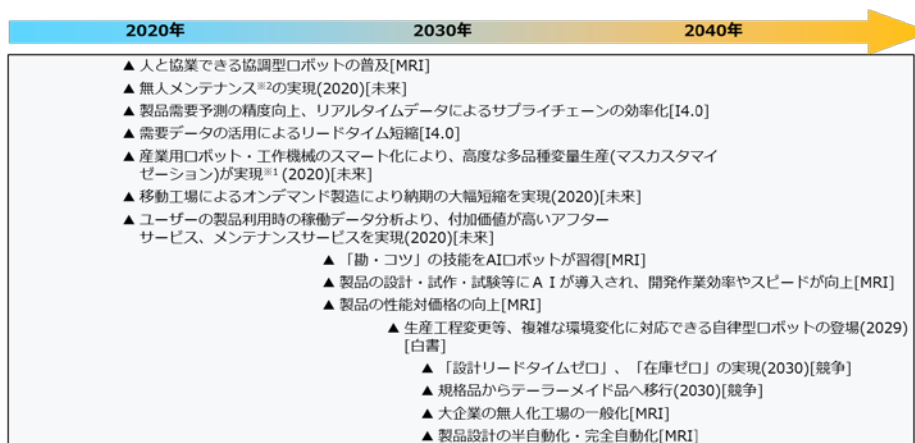 2020年 2030年 2040年
▲ 人と協業できる協調型ロボットの普及[MRI]
▲ 無人メンテナンス※2の実現(2020)[未来]
▲ 製品需要予測の精度向上、リアルタイムデータによるサプライチェーンの効率化[I4.0]
▲ 需要データの活用によるリードタイム短縮[I4.0]
▲ 産業用ロボット・工作機械のスマート化により、高度な多品種変量生産(マスカスタマイ
ゼーション)が実現※1 (2020)[未来]
▲ 移動工場によるオンデマンド製造により納期の大幅短縮を実現(2020)[未来]
▲ ユーザーの製品利用時の稼働データ分析より、付加価値が高いアフター
サービス、メンテナンスサービスを実現(2020)[未来]
▲ 「勘・コツ」の技能をAIロボットが習得[MRI]
▲ 製品の設計・試作・試験等にＡＩが導入され、開発作業効率やスピードが向上[MRI]
▲ 製品の性能対価格の向上[MRI]
▲ 生産工程変更等、複雑な環境変化に対応できる自律型ロボットの登場(2029)
[白書]
▲ 「設計リードタイムゼロ」、「在庫ゼロ」の実現(2030)[競争]
▲ 規格品からテーラーメイド品へ移行(2030)[競争]
▲ 大企業の無人化工場の一般化[MRI]
▲ 製品設計の半自動化・完全自動化[MRI]